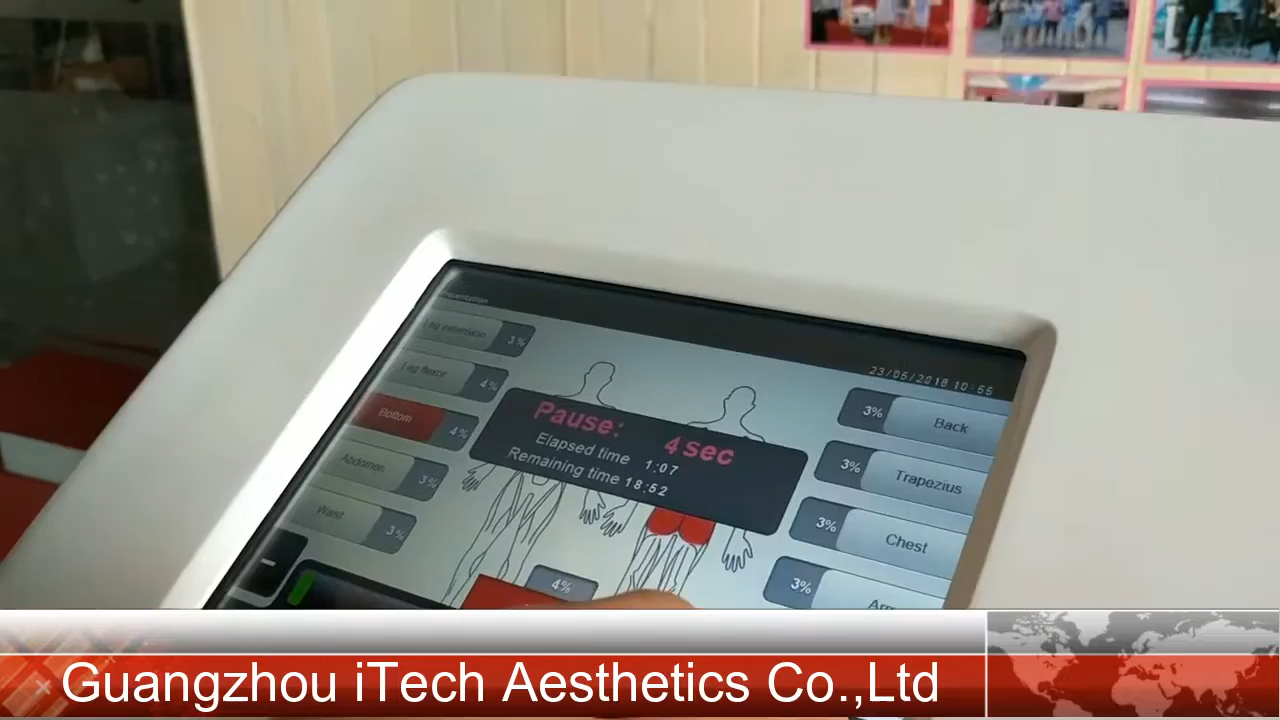 23/05/2018 10:56
Leg extension 3%
Leg flexor 4%
Bottom 4%
Abdomen 3%
Waist 3%
Pause: 4 sec
Elapsed time 1:07
Remaining time 18:52
3% Back
3% Trapezius
3% Chest
3%
4%
Guangzhou iTech Aesthetics Co.,Ltd